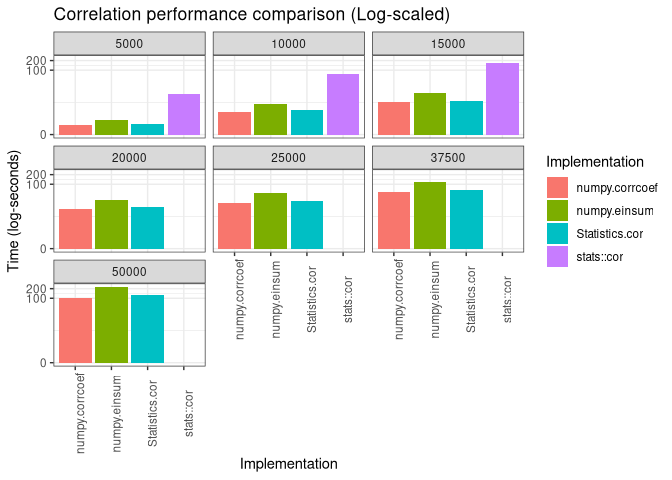 Correlation performance comparison (Log-scaled)
5000
10000
15000
200
100
0
20000
25000
37500
200
100
0
50000
200
100
0
numpy.corrcoef
numpy.einsum
Statistics.cor
stats::cor
numpy.corrcoef
numpy.einsum
Statistics.cor
stats::cor
numpy.corrcoef
numpy.einsum
Statistics.cor
stats::cor
Implementation
Time (log-seconds)
Implementation
numpy.corrcoef
numpy.einsum
Statistics.cor
stats::cor